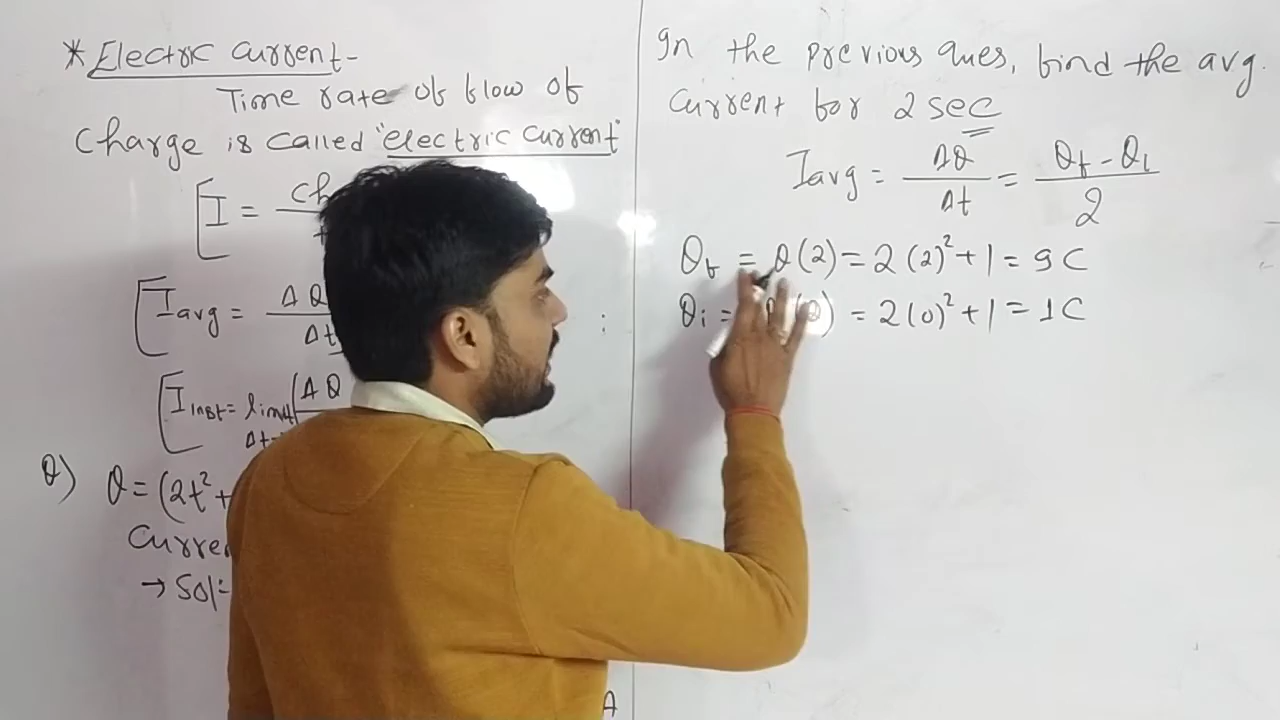 * Electric Current-
Time rate of flow of
Charge is called "electric current"
I = ch
Iavg = ΔQ
Δt
Iinst = limit ΔQ
Δt
Q) Q = (2t² +
Curre
→ Sol=
In the previous Ques, find the avg.
Current for 2 sec
Iavg = ΔQ/Δt = Qf - Qi/2
Qf = Q(2) = 2(2)² + 1 = 9C
Qi = = 2(0)² + 1 = 1C
A